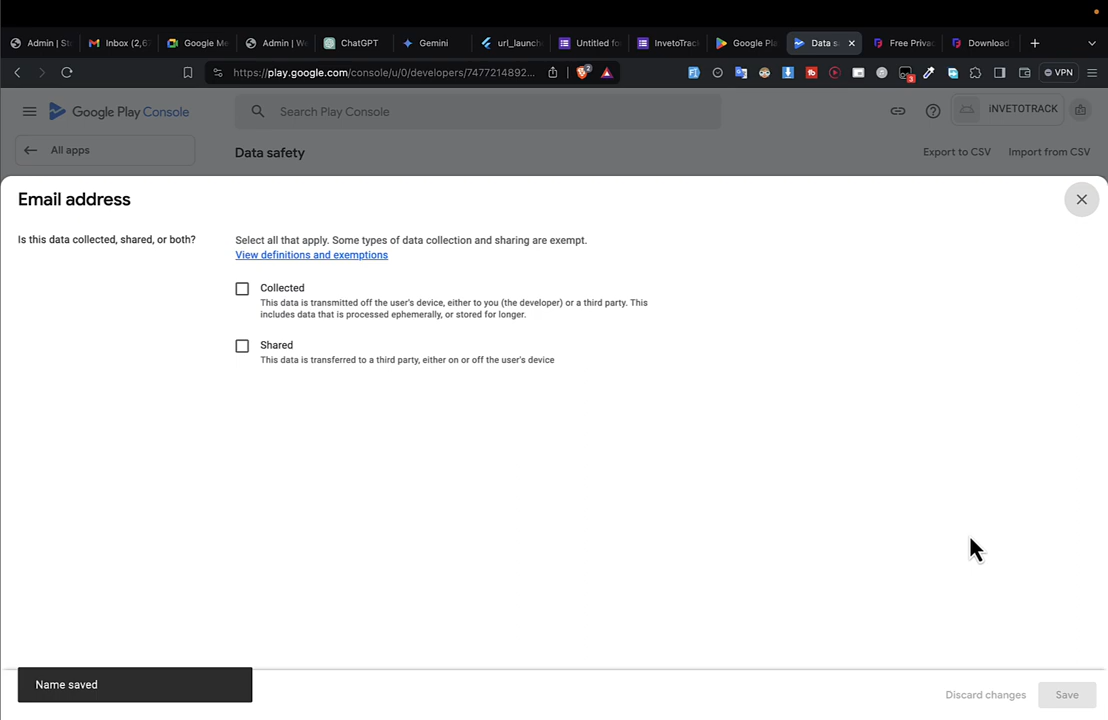 Admin | St
Inbox (2,6
Google Me
Admin | W
ChatGPT
Gemini
url_launch
Untitled fo
InvetoTrac
Google Pla
Data s
Free Priva
Download
https://play.google.com/console/u/0/developers/7477214892...
2
3
VPN
Google Play Console
Search Play Console
iNVETOTRACK
All apps
Data safety
Export to CSV
Import from CSV
Email address
Is this data collected, shared, or both?
Select all that apply. Some types of data collection and sharing are exempt.
View definitions and exemptions
Collected
This data is transmitted off the user's device, either to you (the developer) or a third party. This
includes data that is processed ephemerally, or stored for longer.
Shared
This data is transferred to a third party, either on or off the user's device
Name saved
Discard changes
Save